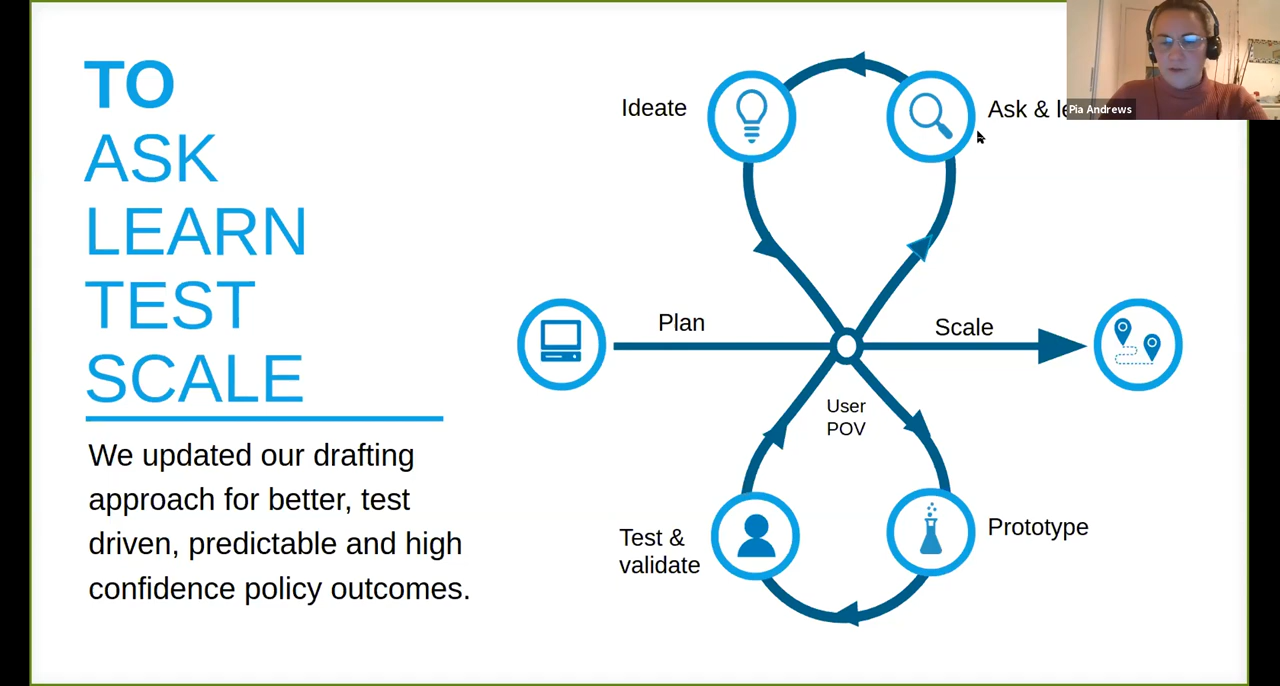 TO
ASK
LEARN
TEST
SCALE
We updated our drafting
approach for better, test
driven, predictable and high
confidence policy outcomes.
Ideate
Ask &
Pia Andrews
Plan
Scale
User
POV
Test &
validate
Prototype